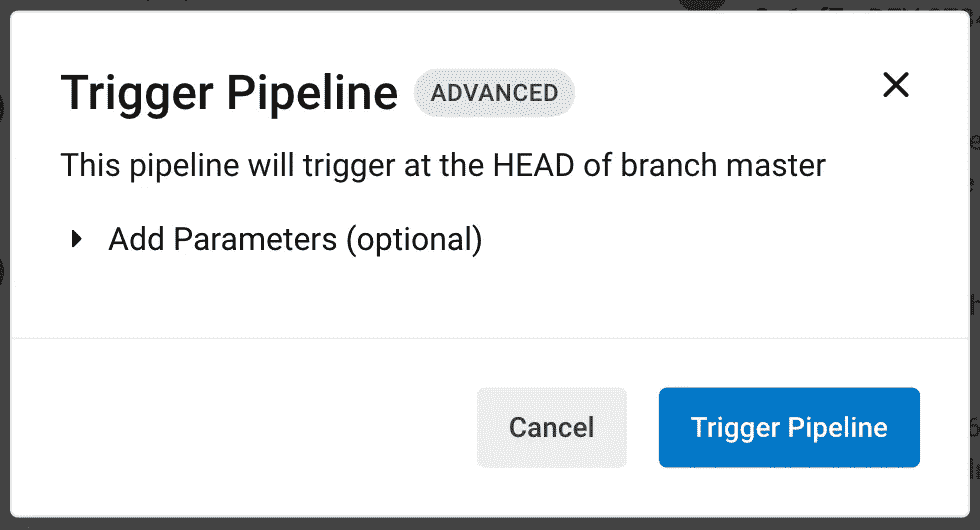 Trigger Pipeline ADVANCED
This pipeline will trigger at the HEAD of branch master
Add Parameters (optional)
Cancel Trigger Pipeline